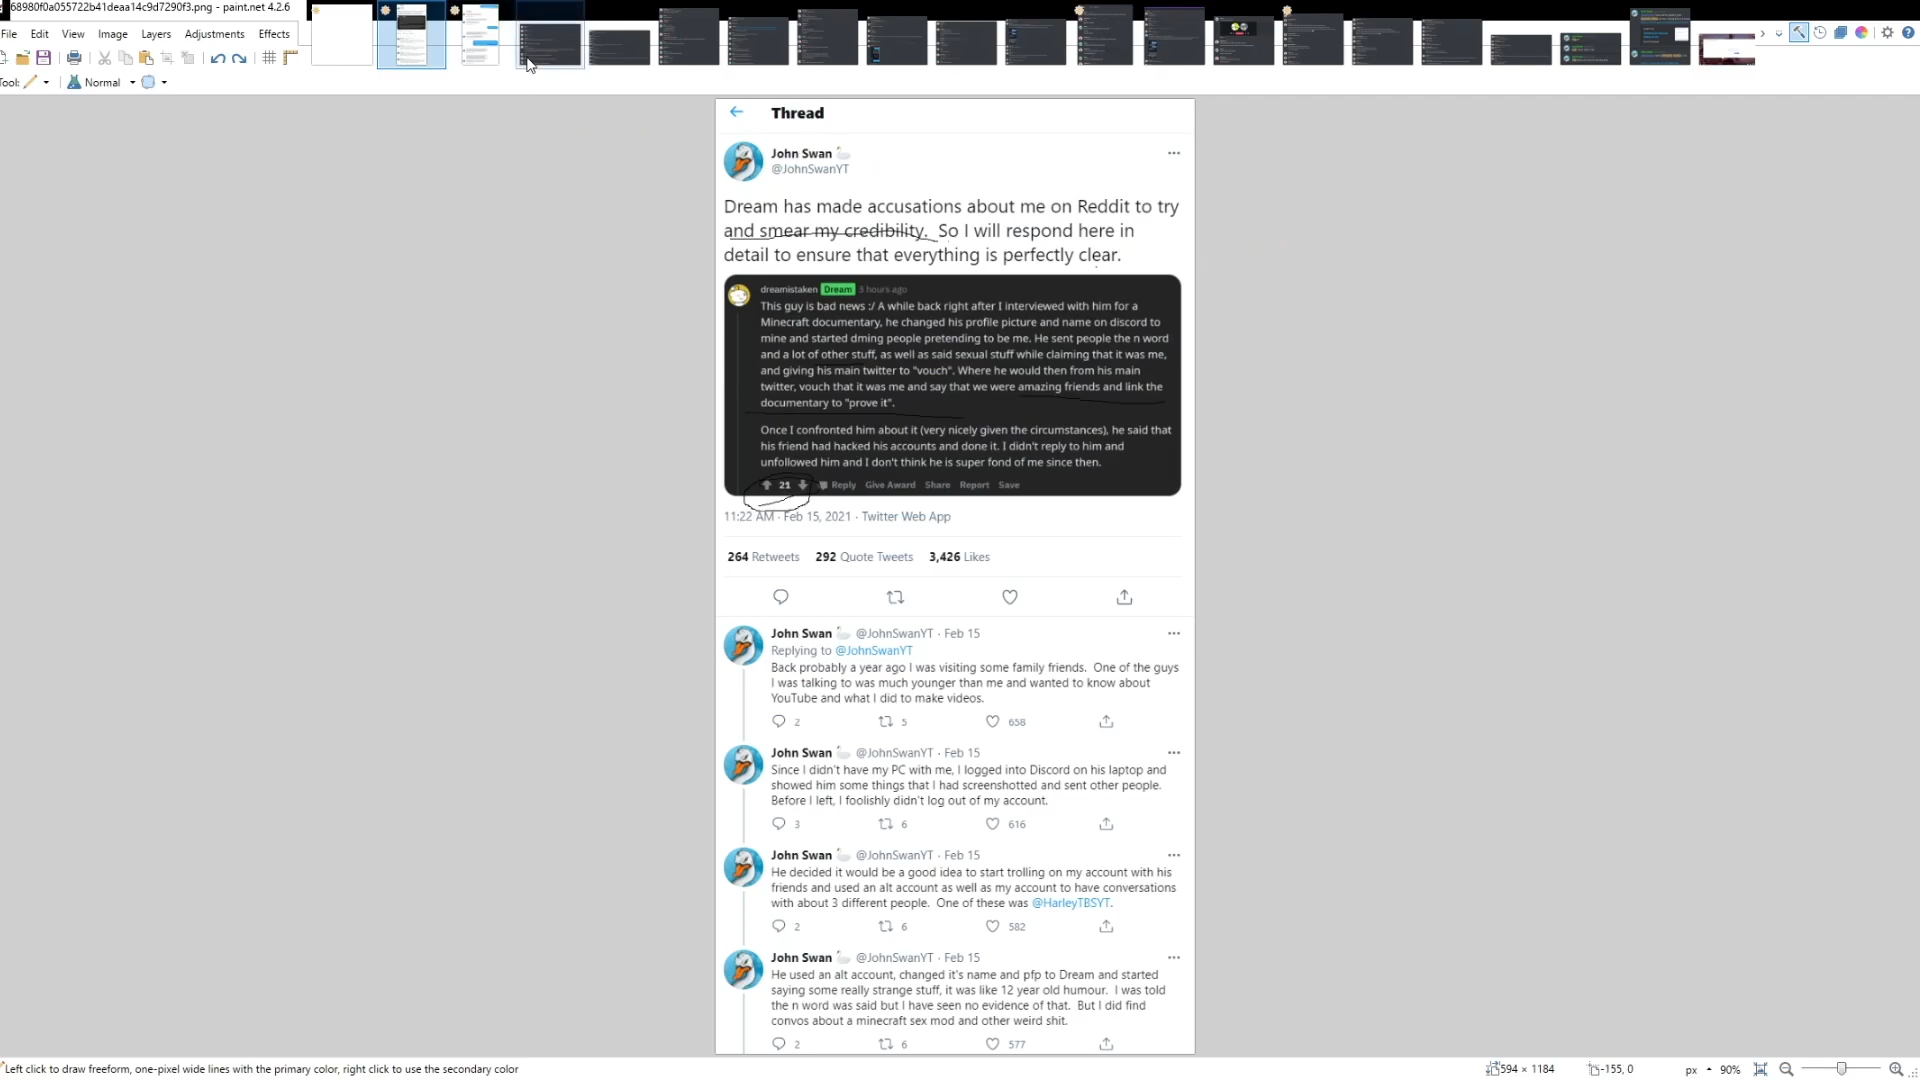 68980f0a055722b41deaa14c9d7290f3.png - paint.net 4.2.6
File Edit View Image Layers Adjustments Effects
Tool: Normal
Thread
John Swan
@JohnSwanYT
Dream has made accusations about me on Reddit to try
and smear my credibility. So I will respond here in
detail to ensure that everything is perfectly clear.
dreamistaken Dream 3 hours ago
This guy is bad news :/ A while back right after I interviewed with him for a
Minecraft documentary, he changed his profile picture and name on discord to
mine and started dming people pretending to be me. He sent people the n word
and a lot of other stuff, as well as said sexual stuff while claiming that it was me,
and giving his main twitter to "vouch". Where he would then from his main
twitter, vouch that it was me and say that we were amazing friends and link the
documentary to "prove it".
Once I confronted him about it (very nicely given the circumstances), he said that
his friend had hacked his accounts and done it. I didn't reply to him and
unfollowed him and I don't think he is super fond of me since then.
21 Reply Give Award Share Report Save
11:22 AM · Feb 15, 2021 · Twitter Web App
264 Retweets 292 Quote Tweets 3,426 Likes
John Swan @JohnSwanYT · Feb 15
Replying to @JohnSwanYT
Back probably a year ago I was visiting some family friends. One of the guys
I was talking to was much younger than me and wanted to know about
YouTube and what I did to make videos.
2 5 658
John Swan @JohnSwanYT · Feb 15
Since I didn't have my PC with me, I logged into Discord on his laptop and
showed him some things that I had screenshotted and sent other people.
Before I left, I foolishly didn't log out of my account.
3 6 616
John Swan @JohnSwanYT · Feb 15
He decided it would be a good idea to start trolling on my account with his
friends and used an alt account as well as my account to have conversations
with about 3 different people. One of these was @HarleyTBSYT.
2 6 582
John Swan @JohnSwanYT · Feb 15
He used an alt account, changed it's name and pfp to Dream and started
saying some really strange stuff, it was like 12 year old humour. I was told
the n word was said but I have seen no evidence of that. But I did find
convos about a minecraft sex mod and other weird shit.
2 6 577
Left click to draw freeform, one-pixel wide lines with the primary color, right click to use the secondary color
594 × 1184 -155, 0 px 90%